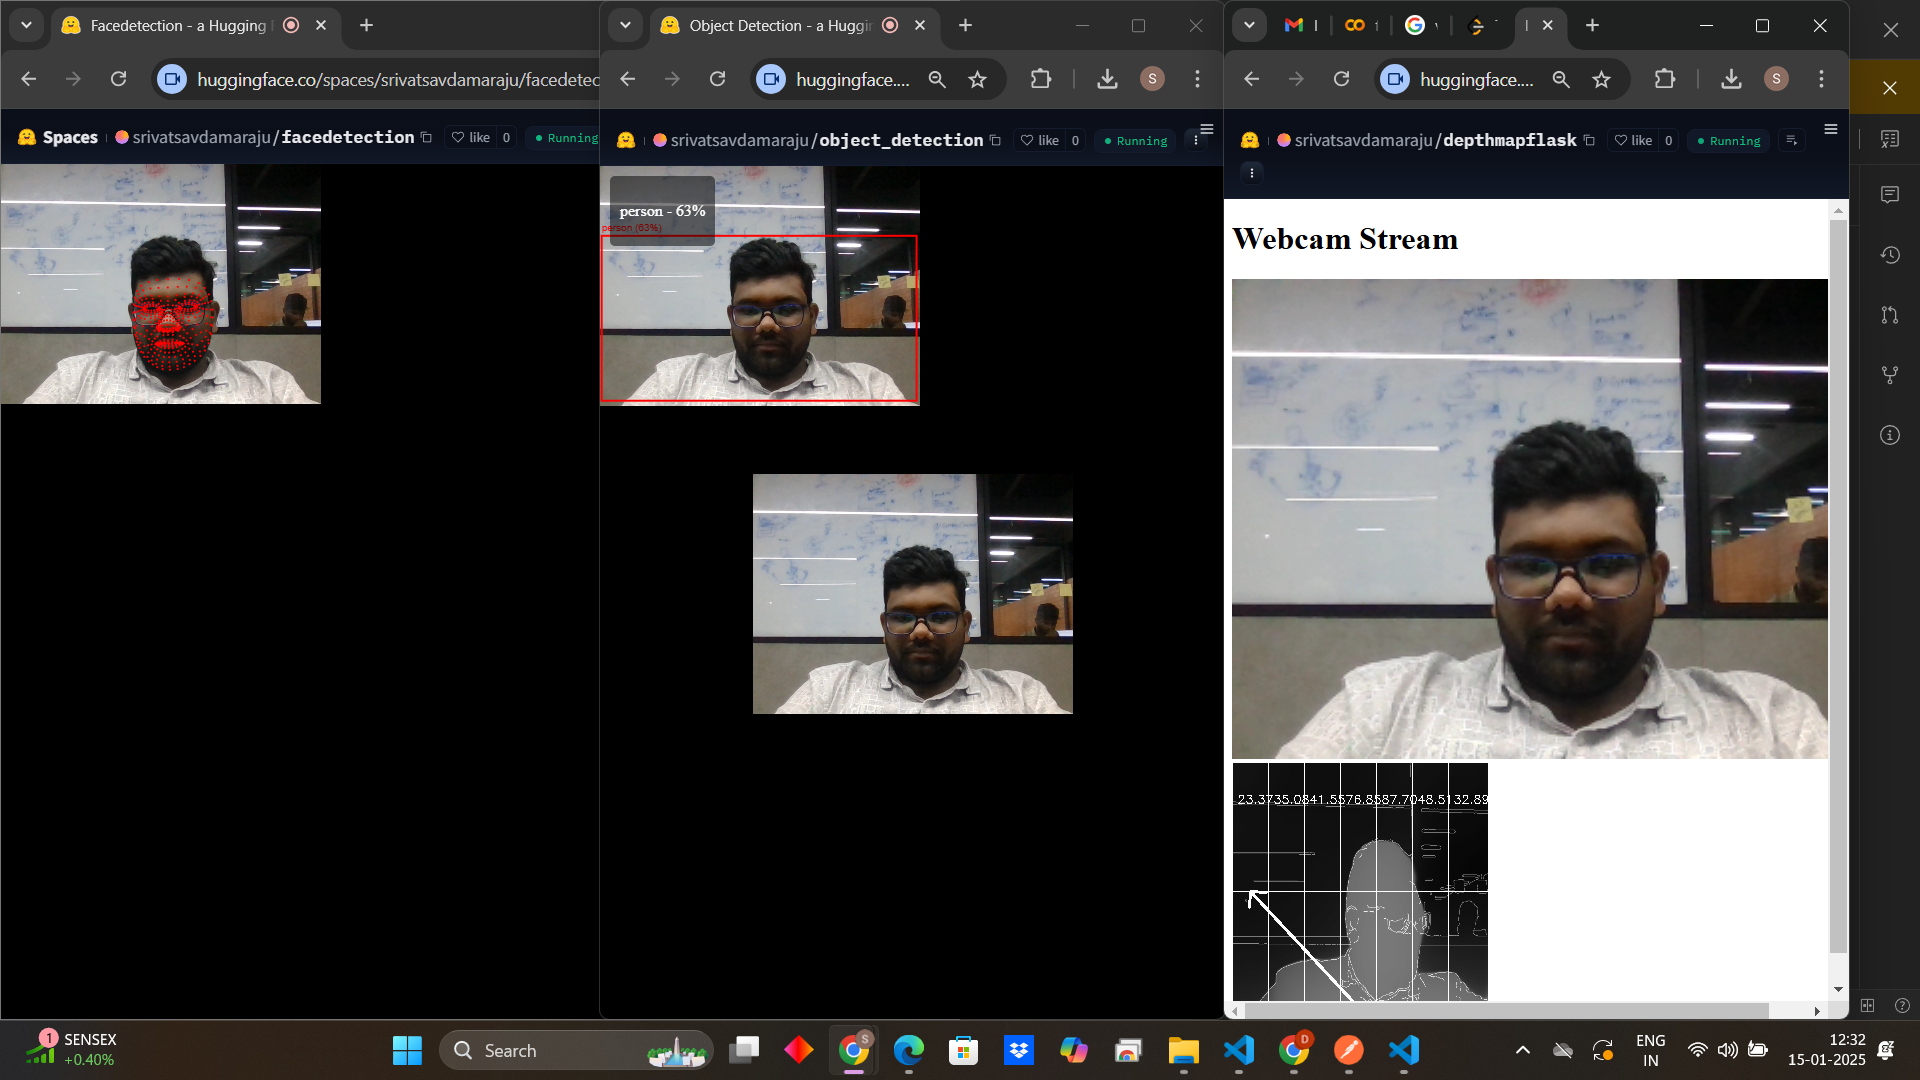 Facedetection - a Hugging
huggingface.co/spaces/srivatsavdamaraju/facedetec
Spaces srivatsavdamaraju/facedetection like 0 Running
Object Detection - a Huggin
huggingface....
S
srivatsavdamaraju/object_detection like 0 Running
person - 63%
person (63%)
huggingface....
S
srivatsavdamaraju/depthmapflask like 0 Running
Webcam Stream
23.3735.0841.5576.8587.7048.5132.89
1
SENSEX
+0.40%
Search
S
D
ENG
IN
12:32
15-01-2025